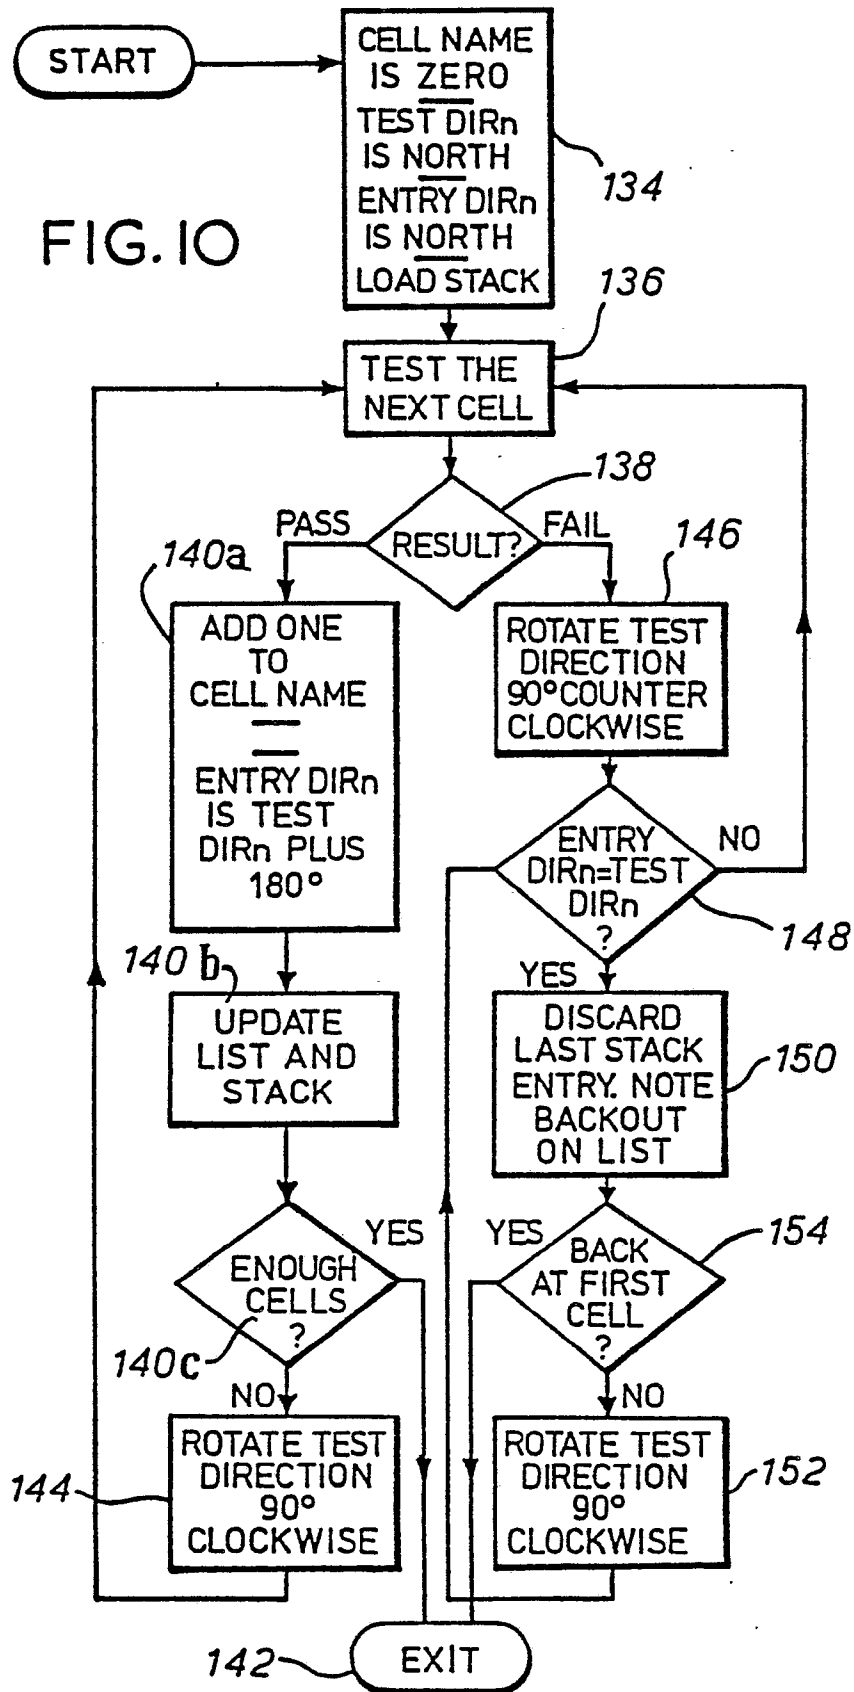 START
CELL NAME
IS ZERO
TEST DIRn
IS NORTH
ENTRY DIRn
IS NORTH
LOAD STACK
134
FIG. 10
136
TEST THE
NEXT CELL
138
PASS
RESULT?
FAIL
140a
ADD ONE
TO
CELL NAME
ENTRY DIRn
IS TEST
DIRn PLUS
180°
146
ROTATE TEST
DIRECTION
90° COUNTER
CLOCKWISE
ENTRY
DIRn=TEST
DIRn
?
NO
148
YES
140 b
UPDATE
LIST AND
STACK
DISCARD
LAST STACK
ENTRY. NOTE
BACKOUT
ON LIST
150
ENOUGH
CELLS
?
YES
140c
NO
YES
BACK
AT FIRST
CELL
?
154
NO
144
ROTATE TEST
DIRECTION
90°
CLOCKWISE
ROTATE TEST
DIRECTION
90°
CLOCKWISE
152
142
EXIT